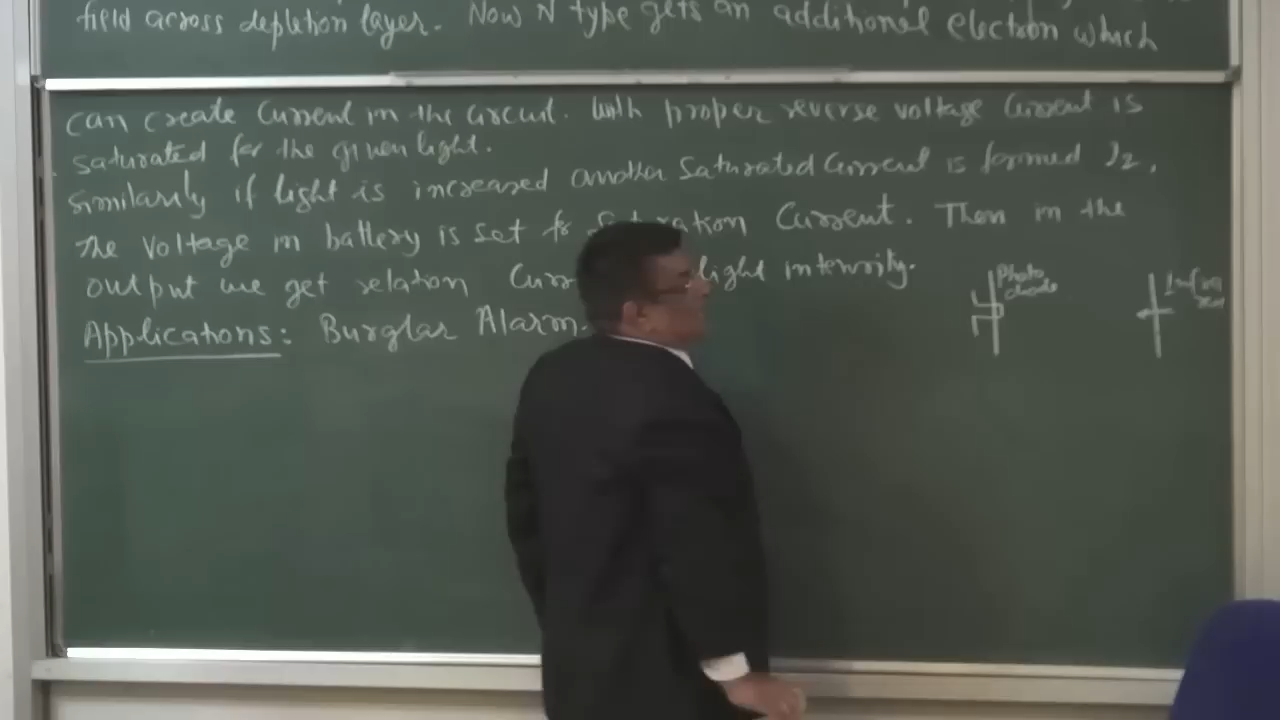 field across depletion layer. Now N type gets an additional electron which
can create current in the circuit. With proper reverse voltage current is
saturated for the given light.
Similarly if light is increased another saturated current is formed I2.
The voltage in battery is set to Saturation Current. Then in the
output we get relation light intensity.
Applications: Burglar Alarm.
Photo
diode